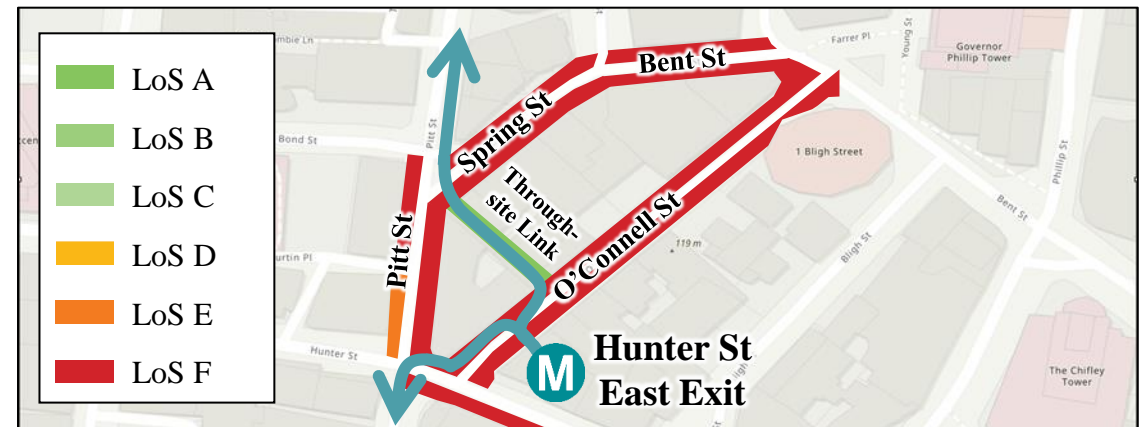 LoS A
LoS B
LoS C
LoS D
LoS E
LoS F
Pitt St
Bent St
Farrer Pl
Young St
Governor
Phillip Tower
Bond St
Spring St
Through-
site Link
1 Bligh Street
Phillip St
Bent St
Pitt St
O'Connell St
119 m
Bligh St
Hunter St
M
Hunter St
East Exit
The Chifley
Tower